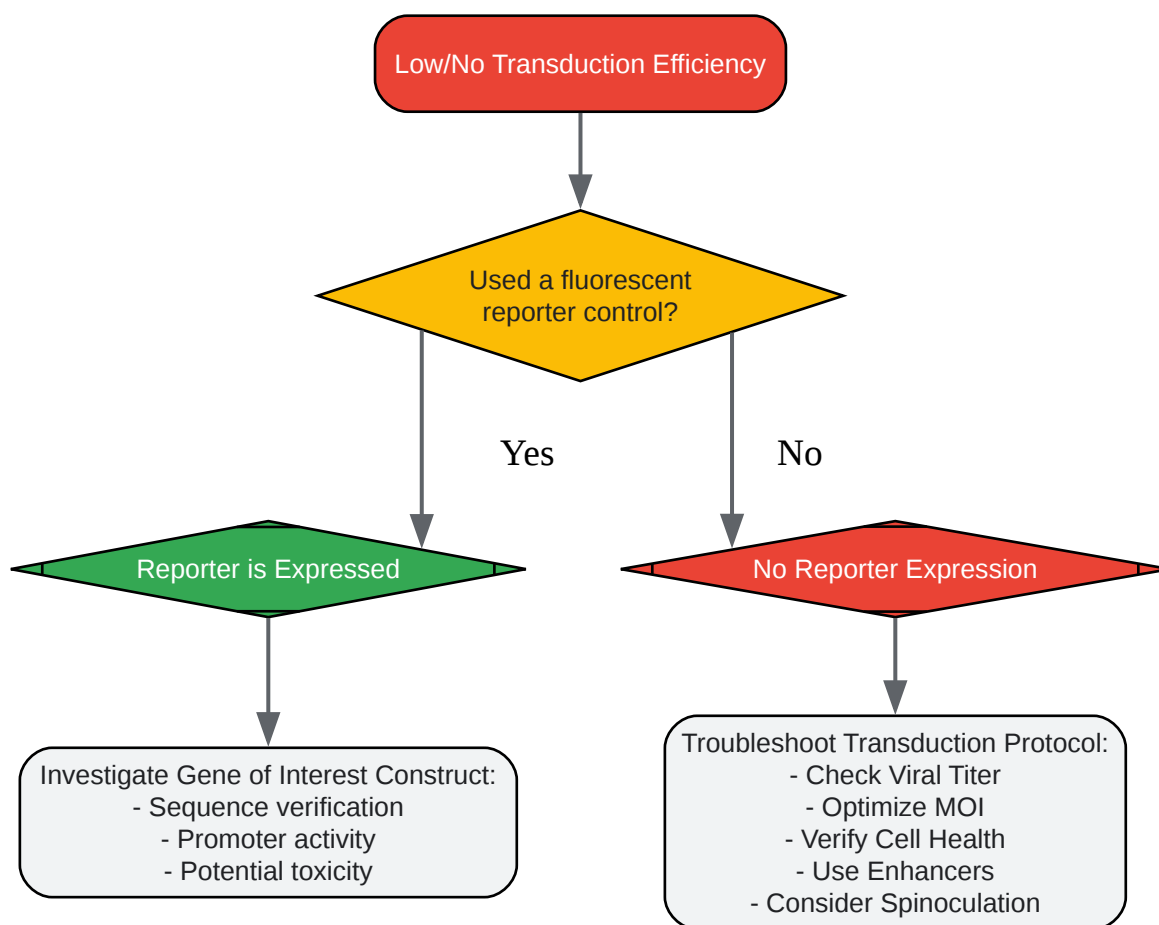 Low/No Transduction Efficiency
Used a fluorescent
reporter control?
Yes
No
Reporter is Expressed
No Reporter Expression
Investigate Gene of Interest Construct:
- Sequence verification
- Promoter activity
- Potential toxicity
Troubleshoot Transduction Protocol:
- Check Viral Titer
- Optimize MOI
- Verify Cell Health
- Use Enhancers
- Consider Spinoculation